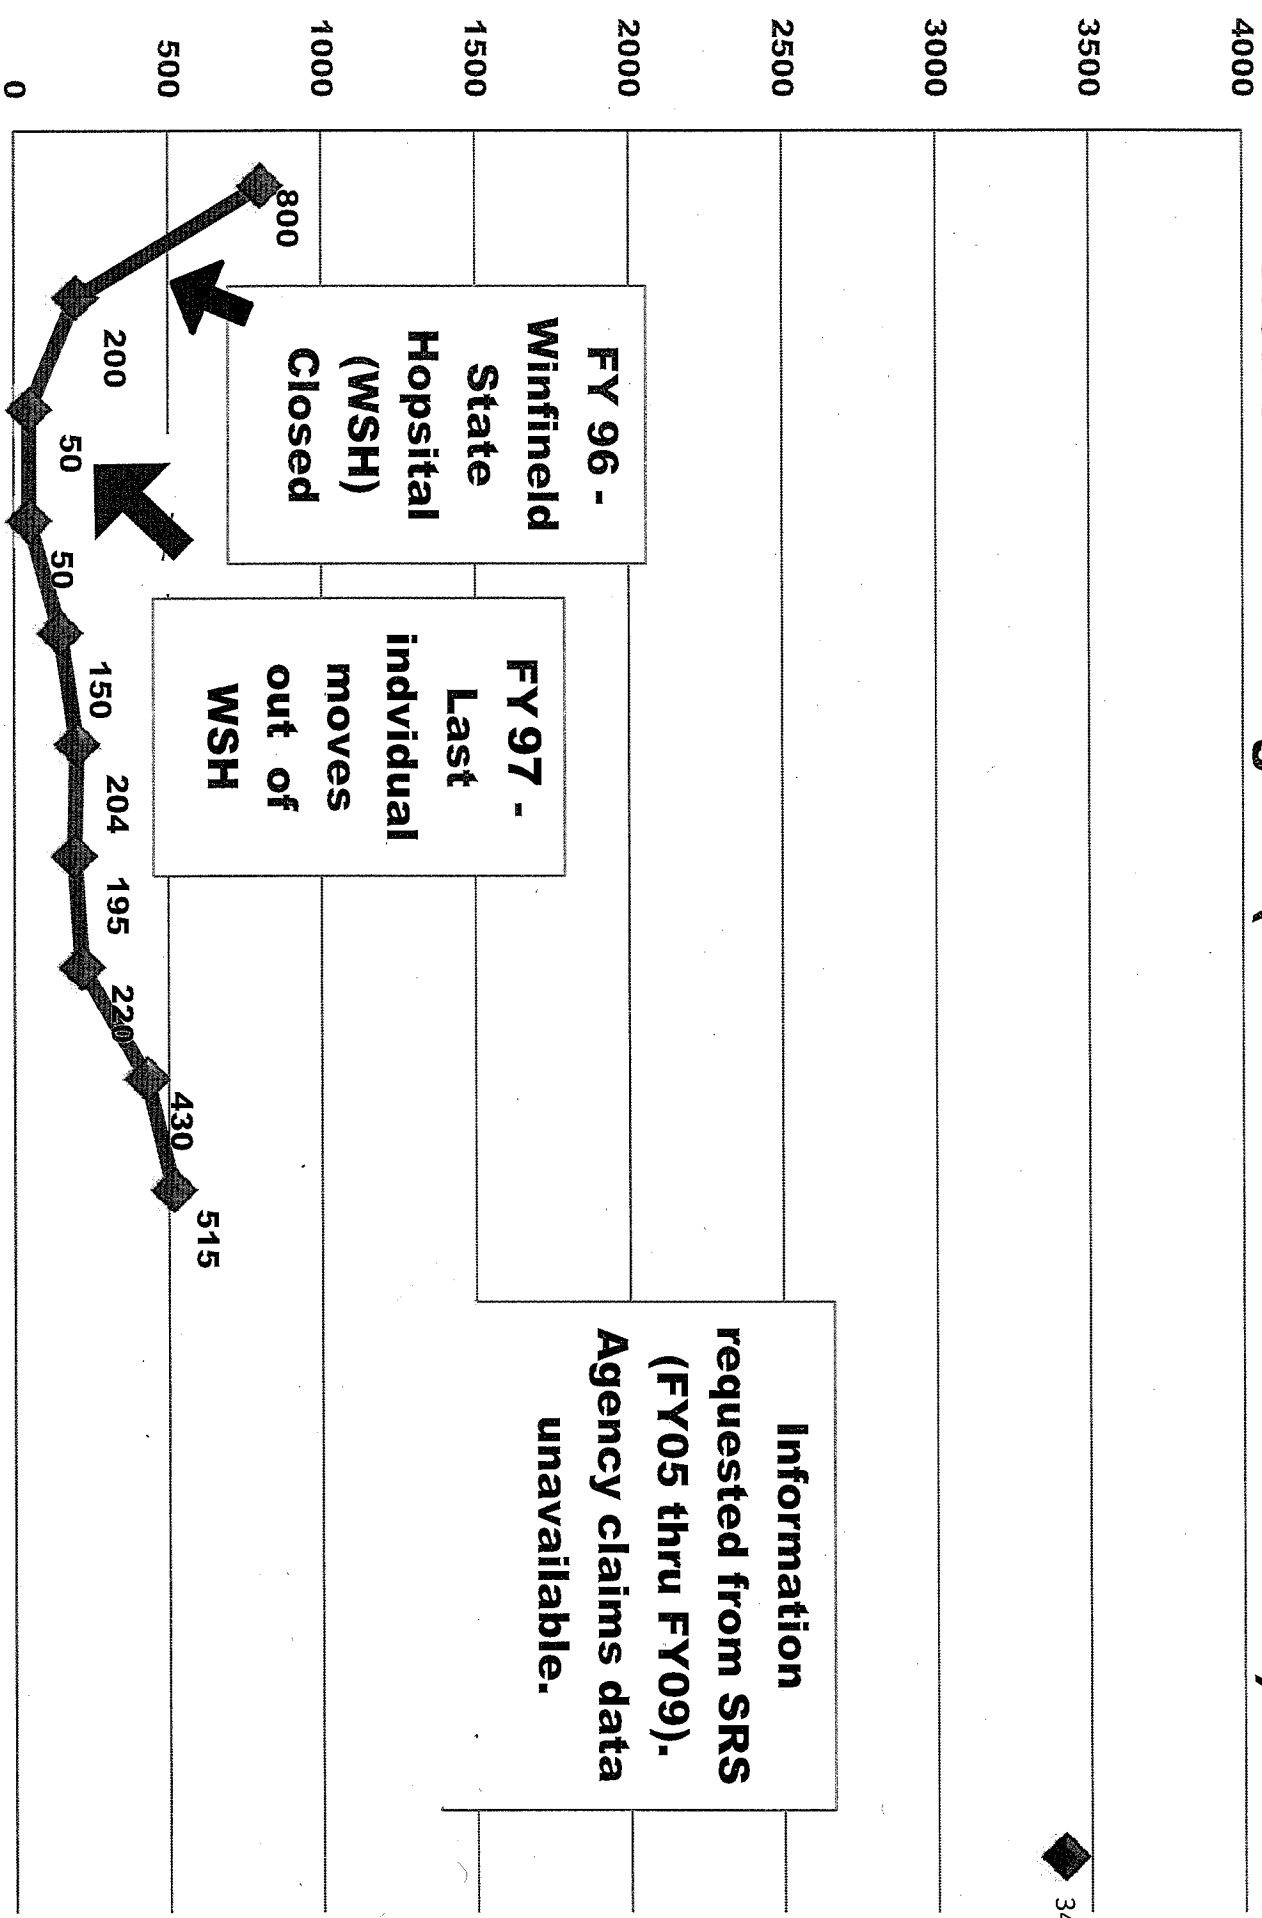 4000
3500
3000
2500
2000
1500
1000
500
0
800
200
50
50
150
204
195
220
430
515
FY 96 -
Winfineld
State
Hopsital
(WSH)
Closed
FY 97 -
Last
indvidual
moves
out of
WSH
Information
requested from SRS
(FY05 thru FY09).
Agency claims data
unavailable.